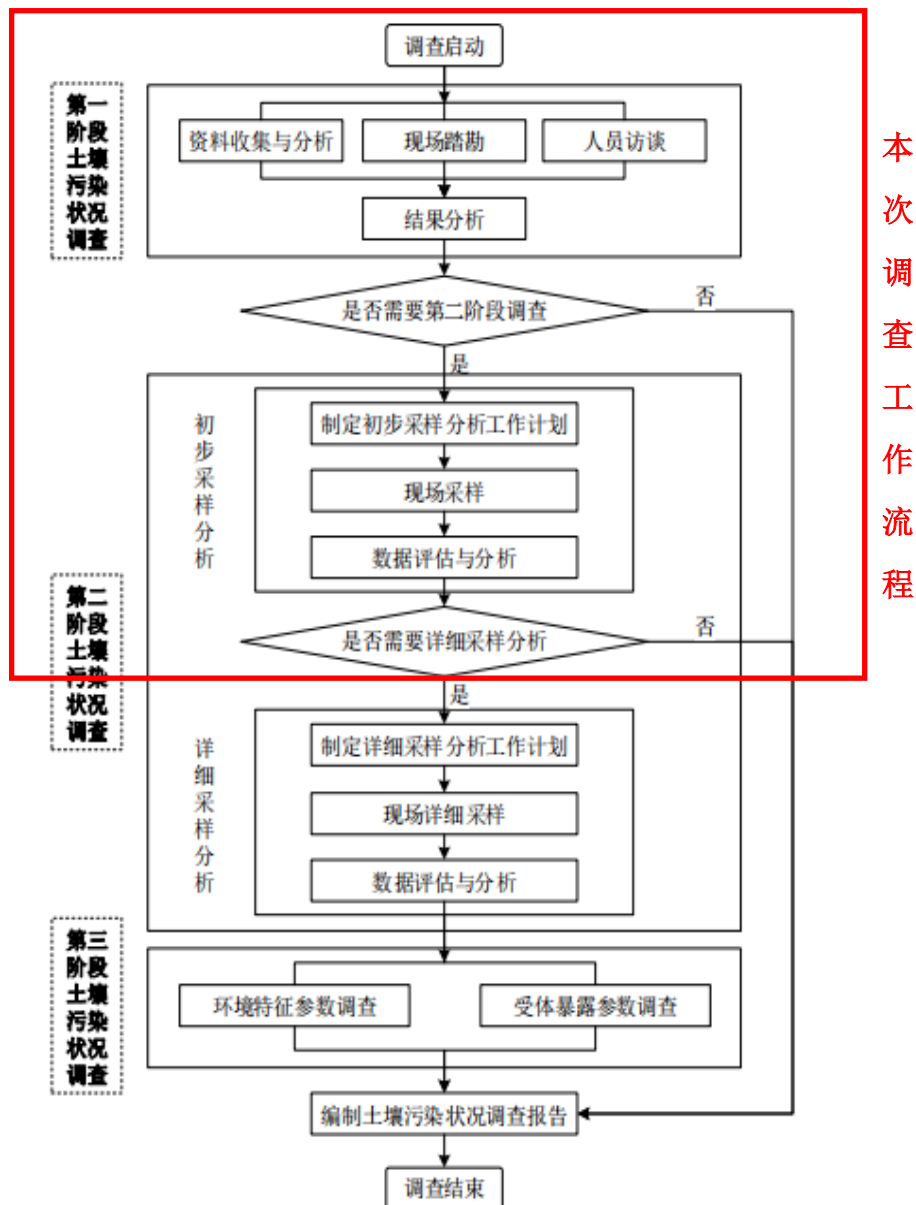 调查启动
第一
阶段
土壤
污染
状况
调查
资料收集与分析
现场踏勘
人员访谈
结果分析
是否需要第二阶段调查
否
是
本
次
调
查
工
作
流
程
初
步
采
样
分
析
制定初步采样分析工作计划
现场采样
数据评估与分析
第二
阶段
土壤
污染
状况
调查
是否需要详细采样分析
否
是
详
细
采
样
分
析
制定详细采样分析工作计划
现场详细采样
数据评估与分析
第三
阶段
土壤
污染
状况
调查
环境特征参数调查
受体暴露参数调查
编制土壤污染状况调查报告
调查结束